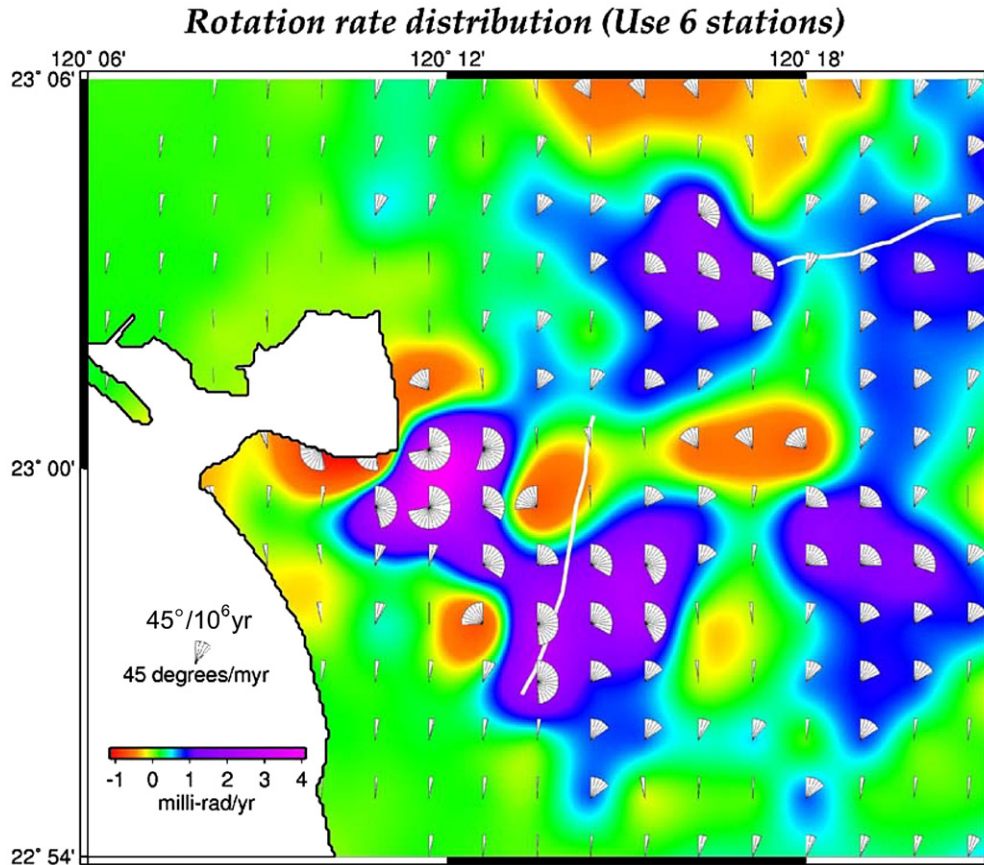 Rotation rate distribution (Use 6 stations)
120° 06' 120° 12' 120° 18'
23° 06'
23° 00'
45°/10⁶yr
45 degrees/myr
-1 0 1 2 3 4
milli-rad/yr
22° 54'